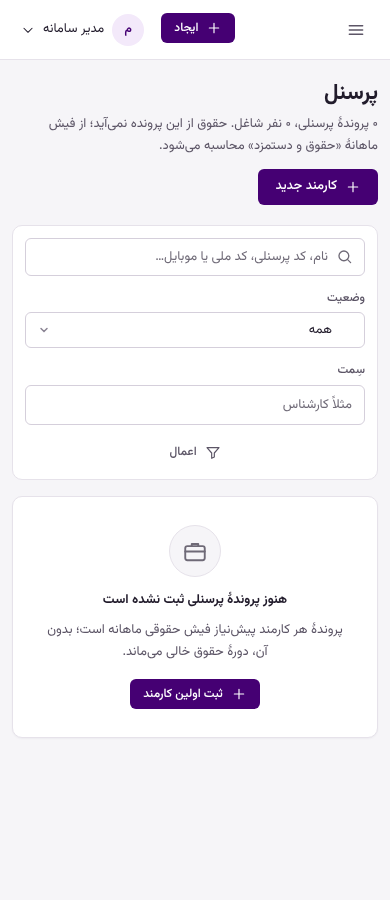 ایجاد
م
مدیر سامانه
پرسنل
۰ پروندهٔ پرسنلی، ۰ نفر شاغل. حقوق از این پرونده نمی‌آید؛ از فیش
ماهانهٔ «حقوق و دستمزد» محاسبه می‌شود.
کارمند جدید
نام، کد پرسنلی، کد ملی یا موبایل…
وضعیت
همه
سمت
مثلاً کارشناس
اعمال
هنوز پروندهٔ پرسنلی ثبت نشده است
پروندهٔ هر کارمند پیش‌نیاز فیش حقوقی ماهانه است؛ بدون
آن، دورهٔ حقوق خالی می‌ماند.
ثبت اولین کارمند